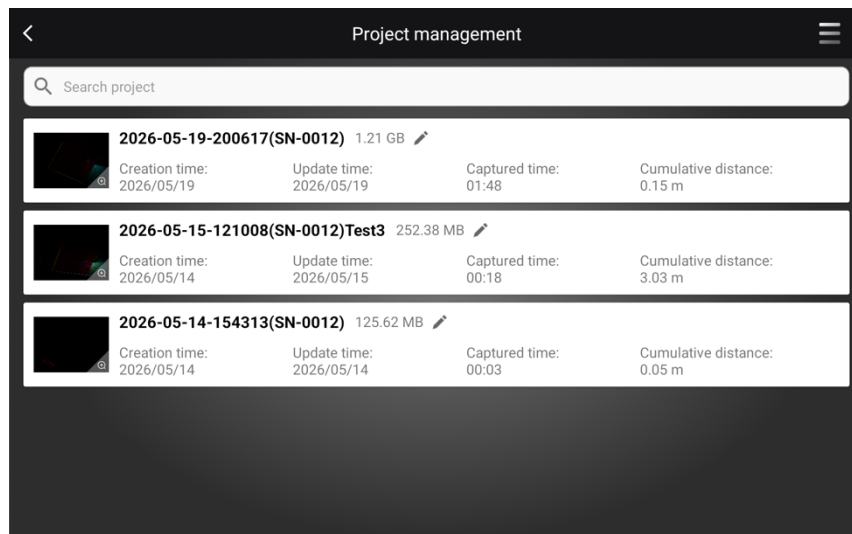 Project management
Search project
2026-05-19-200617(SN-0012) 1.21 GB
Creation time: Update time: Captured time: Cumulative distance:
2026/05/19 2026/05/19 01:48 0.15 m
2026-05-15-121008(SN-0012)Test3 252.38 MB
Creation time: Update time: Captured time: Cumulative distance:
2026/05/14 2026/05/15 00:18 3.03 m
2026-05-14-154313(SN-0012) 125.62 MB
Creation time: Update time: Captured time: Cumulative distance:
2026/05/14 2026/05/14 00:03 0.05 m